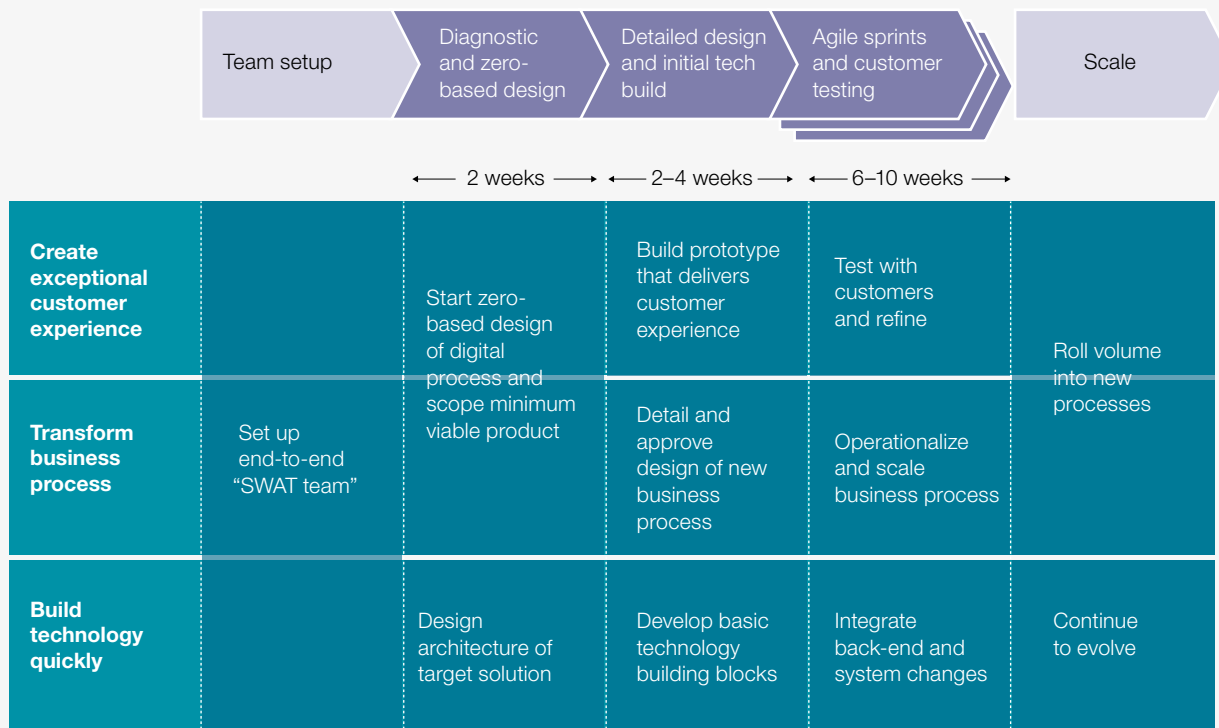 Team setup
Diagnostic
and zero-
based design
Detailed design
and initial tech
build
Agile sprints
and customer
testing
Scale
2 weeks
2–4 weeks
6–10 weeks
Create
exceptional
customer
experience
Start zero-
based design
of digital
process and
scope minimum
viable product
Build prototype
that delivers
customer
experience
Test with
customers
and refine
Roll volume
into new
processes
Transform
business
process
Set up
end-to-end
“SWAT team”
Detail and
approve
design of new
business
process
Operationalize
and scale
business process
Build
technology
quickly
Design
architecture of
target solution
Develop basic
technology
building blocks
Integrate
back-end and
system changes
Continue
to evolve